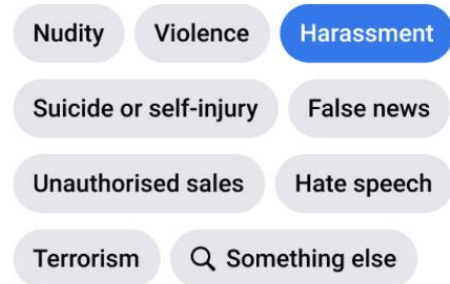 Nudity Violence Harassment
Suicide or self-injury False news
Unauthorised sales Hate speech
Terrorism Something else